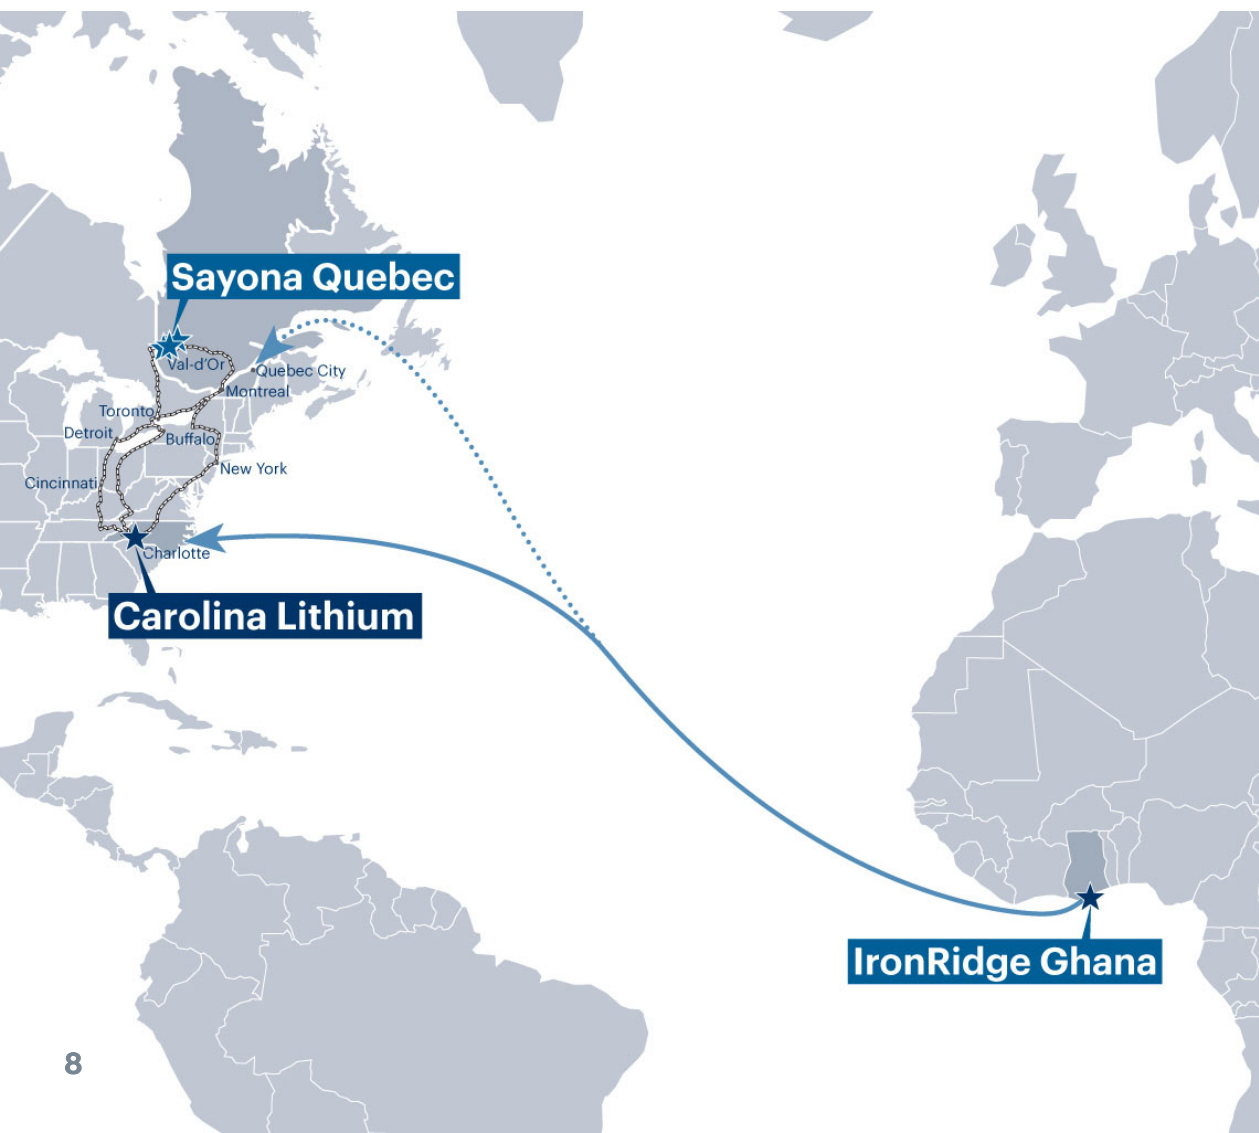 Sayona Quebec
Val-d'Or
Quebec City
Montreal
Toronto
Detroit
Buffalo
New York
Cincinnati
Charlotte
Carolina Lithium
IronRidge Ghana
8